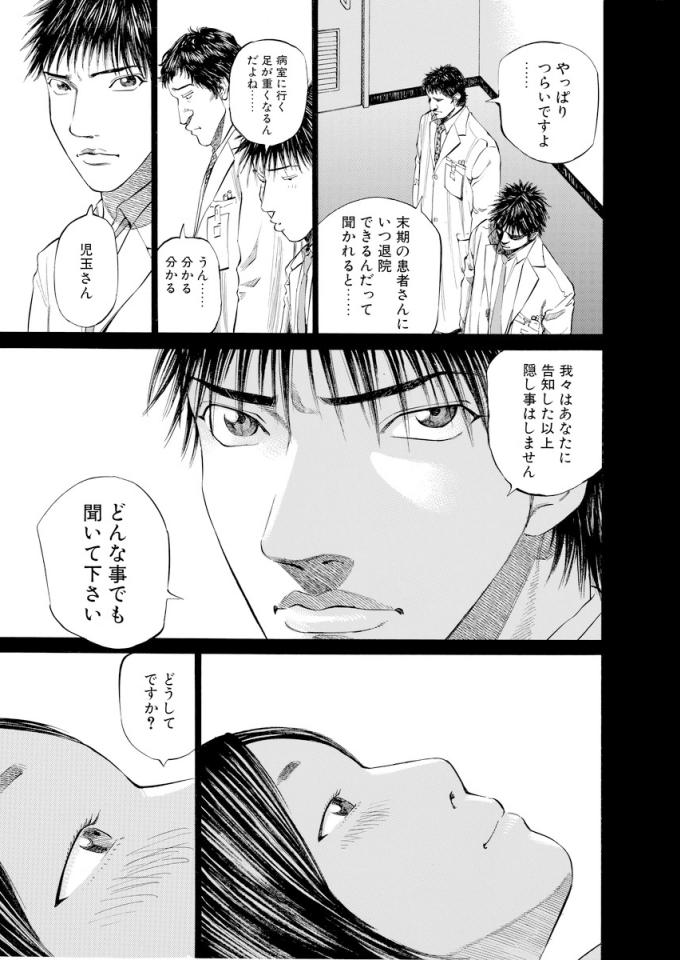 やっぱり
つらいですよ
……
末期の患者さんに
いつ退院
できるんだって
聞かれると……
病室に行く
足が重くなるん
だよね……
うん……
分かる
分かる
児玉さん
我々はあなたに
告知した以上
隠し事はしません
どんな事でも
聞いて下さい
どうして
ですか?